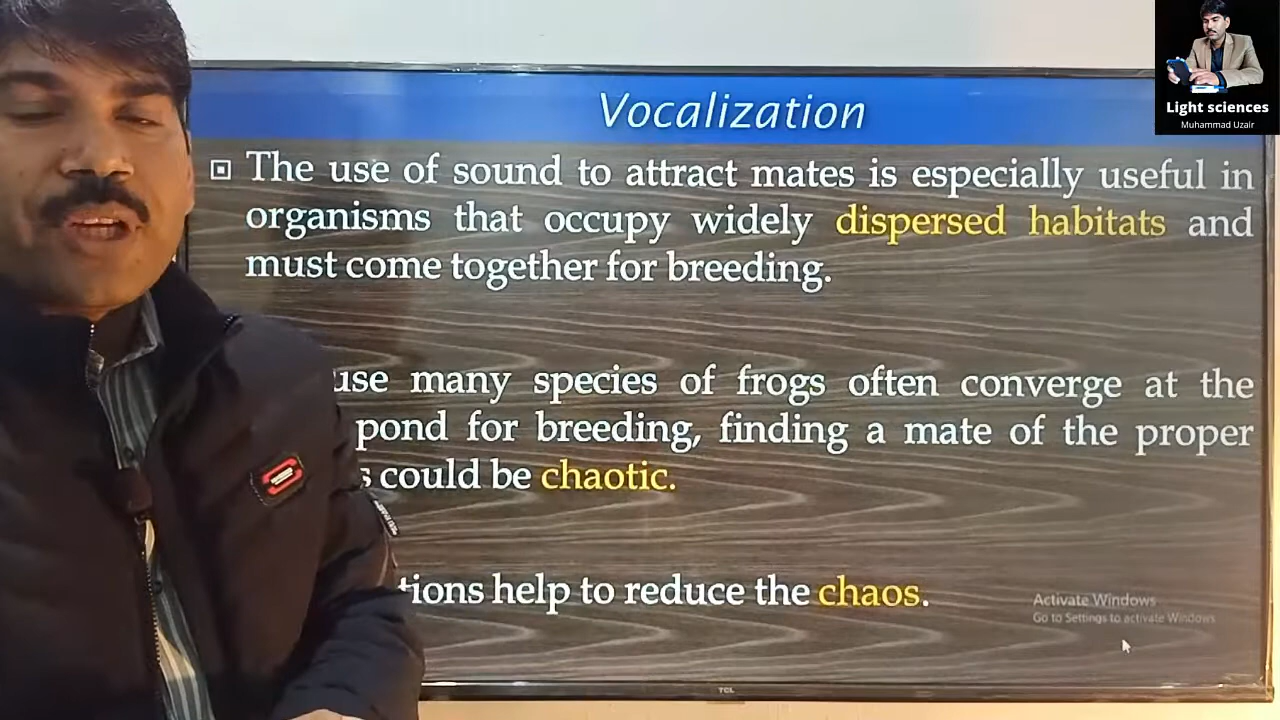 Vocalization
The use of sound to attract mates is especially useful in
organisms that occupy widely dispersed habitats and
must come together for breeding.
use many species of frogs often converge at the
pond for breeding, finding a mate of the proper
s could be chaotic.
tions help to reduce the chaos.
Activate Windows
Go to Settings to activate Windows
TCL
Light sciences
Muhammad Uzair